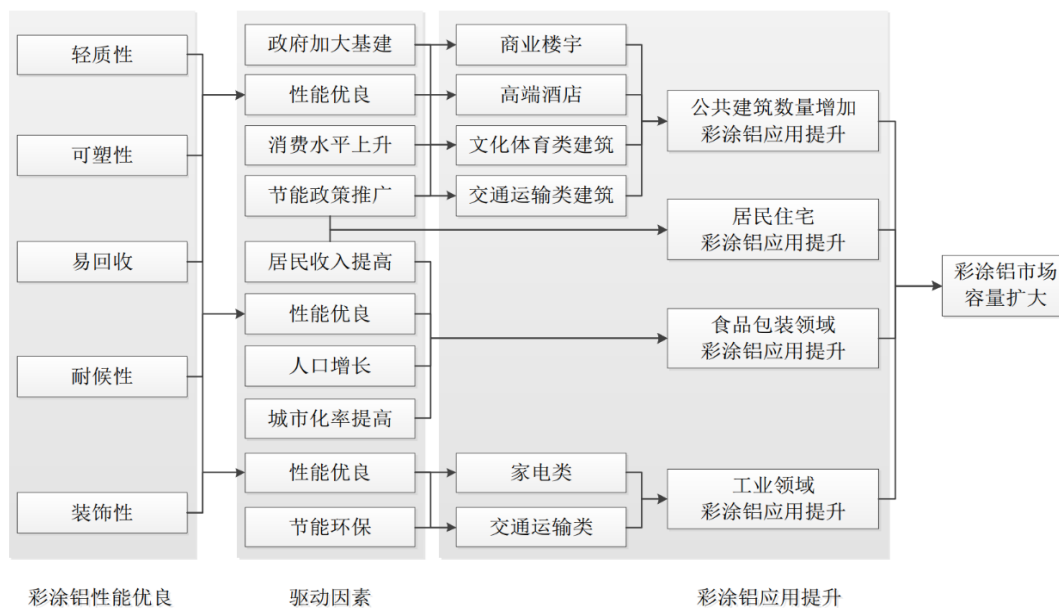 轻质性
可塑性
易回收
耐候性
装饰性
彩涂铝性能优良
政府加大基建
性能优良
消费水平上升
节能政策推广
居民收入提高
性能优良
人口增长
城市化率提高
性能优良
节能环保
驱动因素
商业楼宇
高端酒店
文化体育类建筑
交通运输类建筑
家电类
交通运输类
公共建筑数量增加
彩涂铝应用提升
居民住宅
彩涂铝应用提升
食品包装领域
彩涂铝应用提升
工业领域
彩涂铝应用提升
彩涂铝应用提升
彩涂铝市场
容量扩大